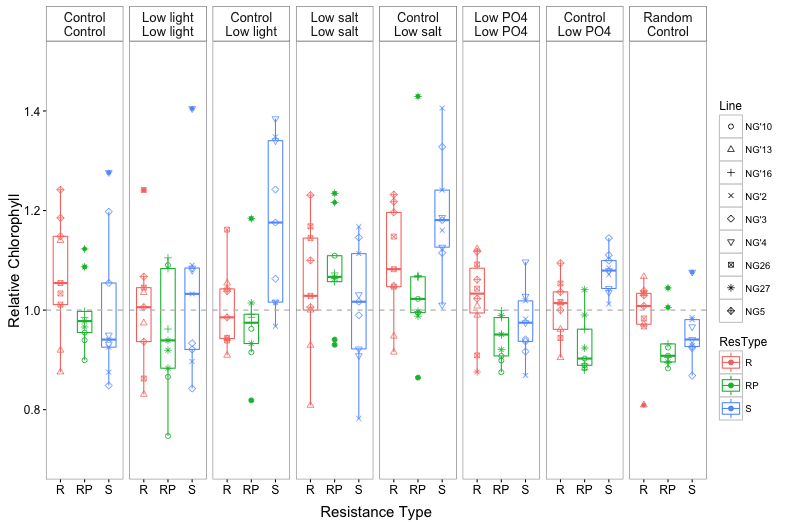 Control Low light Control Low salt Control Low PO4 Control Random
Control Low light Low light Low salt Low salt Low PO4 Low PO4 Control
1.4
1.2
1.0
0.8
Relative Chlorophyll
R RP S R RP S R RP S R RP S R RP S R RP S R RP S R RP S
Resistance Type
Line
NG'10
NG'13
NG'16
NG'2
NG'3
NG'4
NG26
NG27
NG5
ResType
R
RP
S